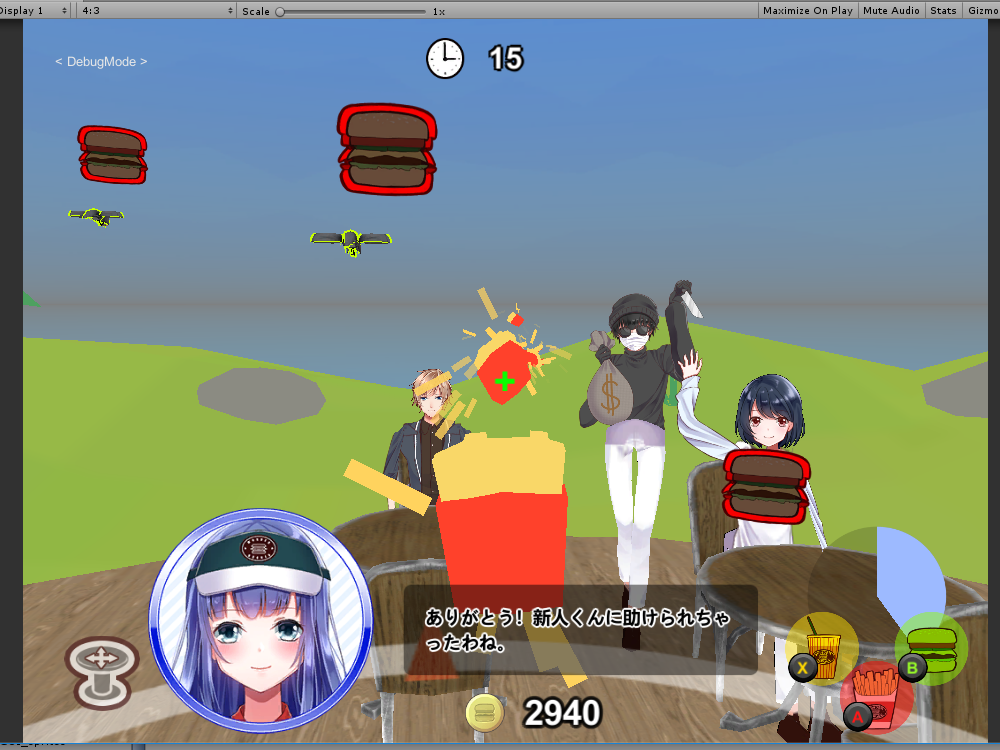 Display 1
4:3
Scale
1x
Maximize On Play
Mute Audio
Stats
Gizmo
< DebugMode >
15
$
ありがとう！新人くんに助けられちゃ
ったわね。
X
B
A
2940